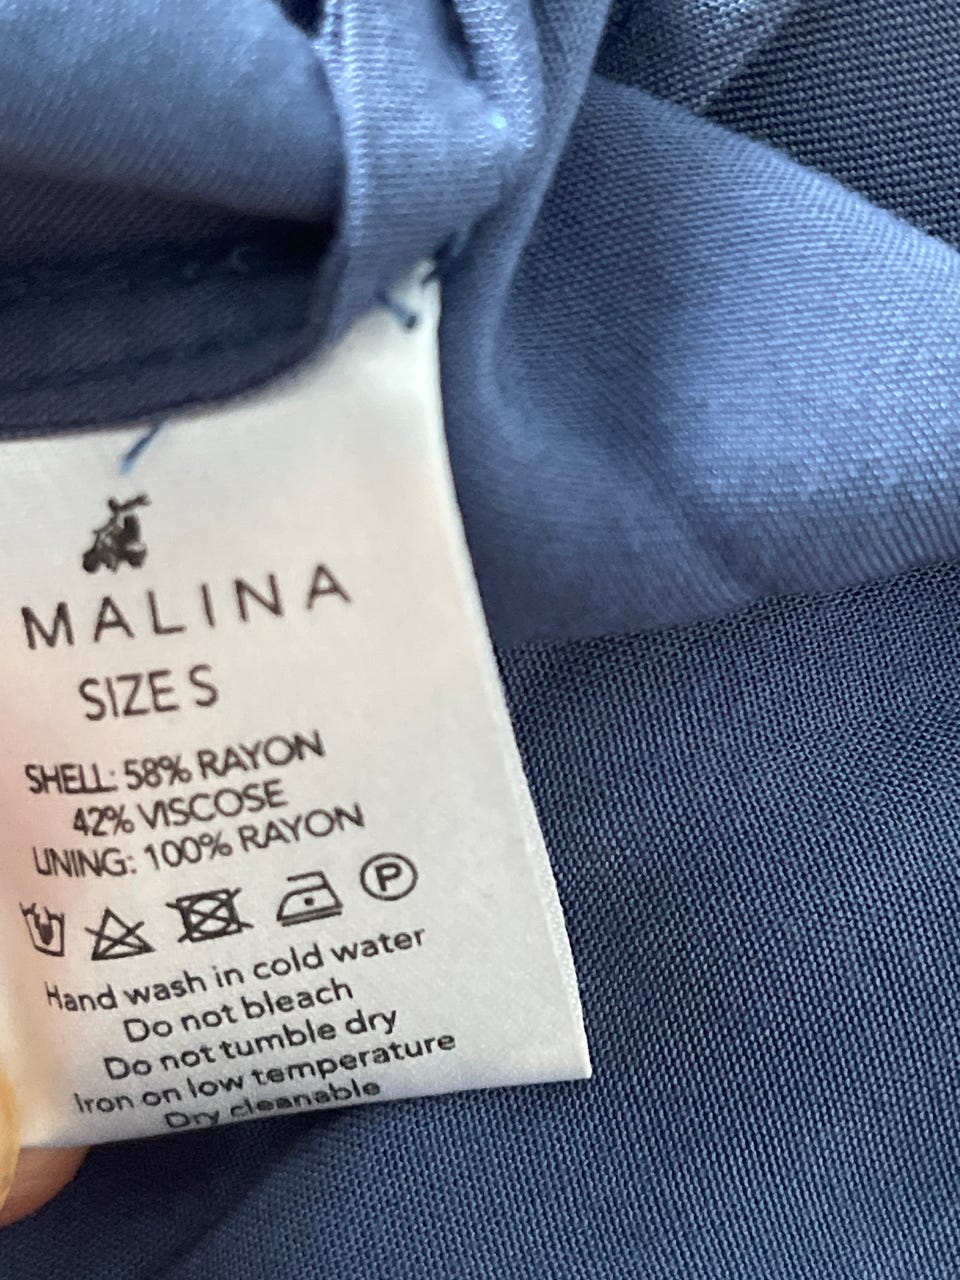 MALINA
SIZE S
SHELL: 58% RAYON
42% VISCOSE
LINING: 100% RAYON
P
Hand wash in cold water
Do not bleach
Do not tumble dry
Iron on low temperature
Dry cleanable